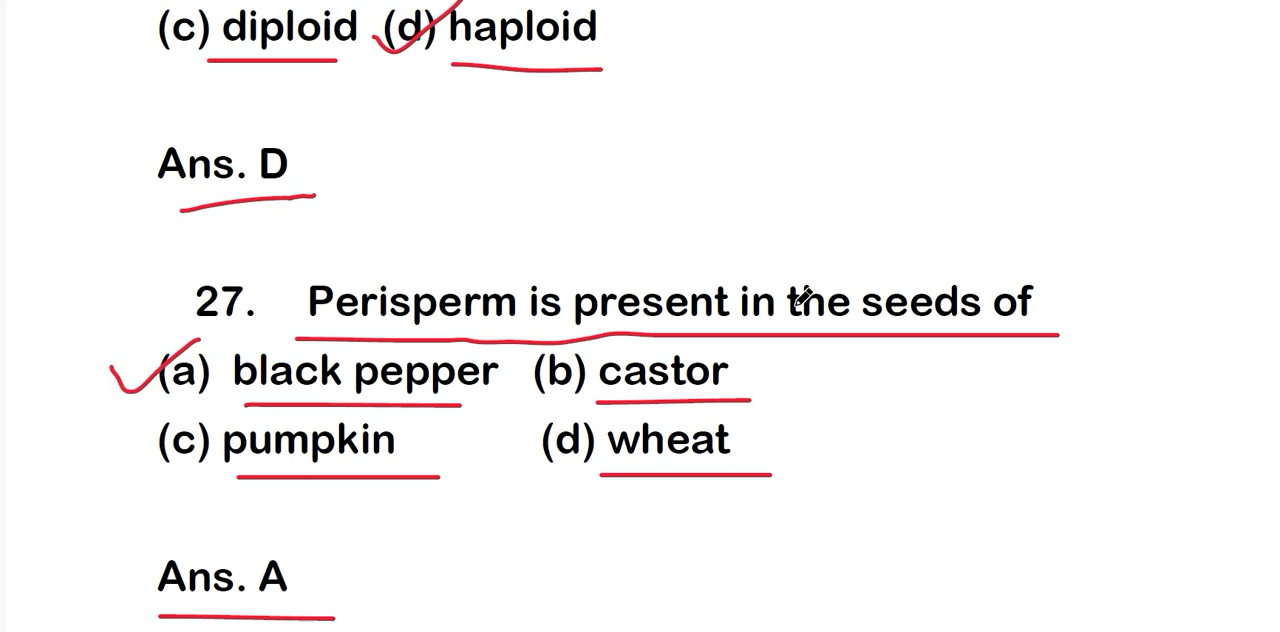 (c) diploid (d) haploid
Ans. D
27. Perisperm is present in the seeds of
(a) black pepper (b) castor
(c) pumpkin (d) wheat
Ans. A